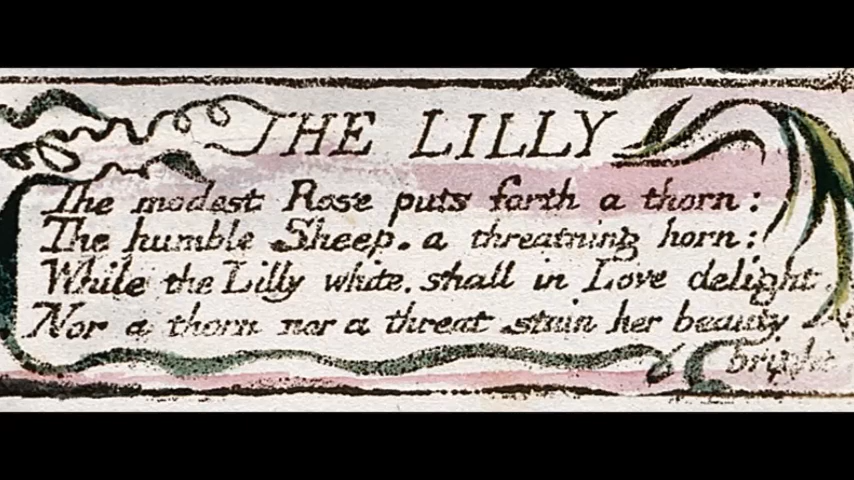 THE LILLY
The modest Rose puts forth a thorn:
The humble Sheep. a threatning horn:
While the Lilly white, shall in Love delight,
Nor a thorn nor a threat stain her beauty
bright